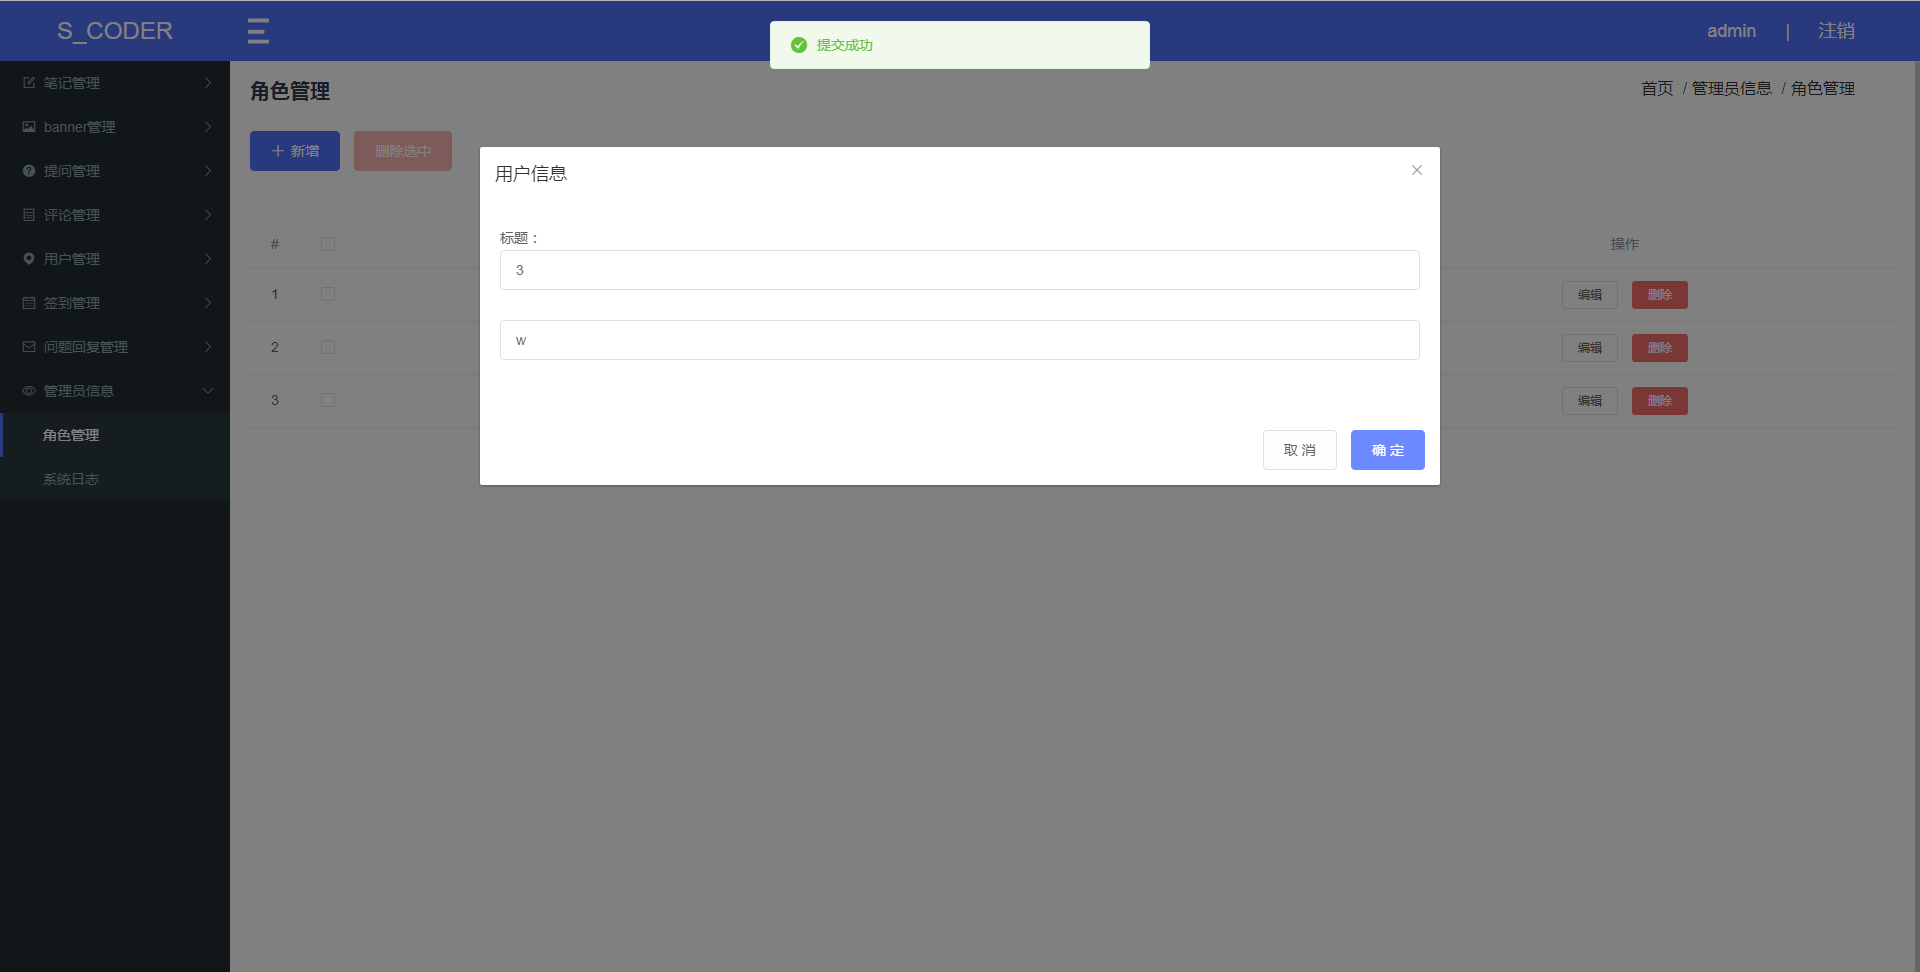 S_CODER
admin | 注销
提交成功
笔记管理
banner管理
提问管理
评论管理
用户管理
签到管理
问题回复管理
管理员信息
角色管理
系统日志
角色管理
首页 / 管理员信息 / 角色管理
新增 删除选中
# 操作
1 编辑 删除
2 编辑 删除
3 编辑 删除
用户信息
标题：
3
w
取 消 确 定